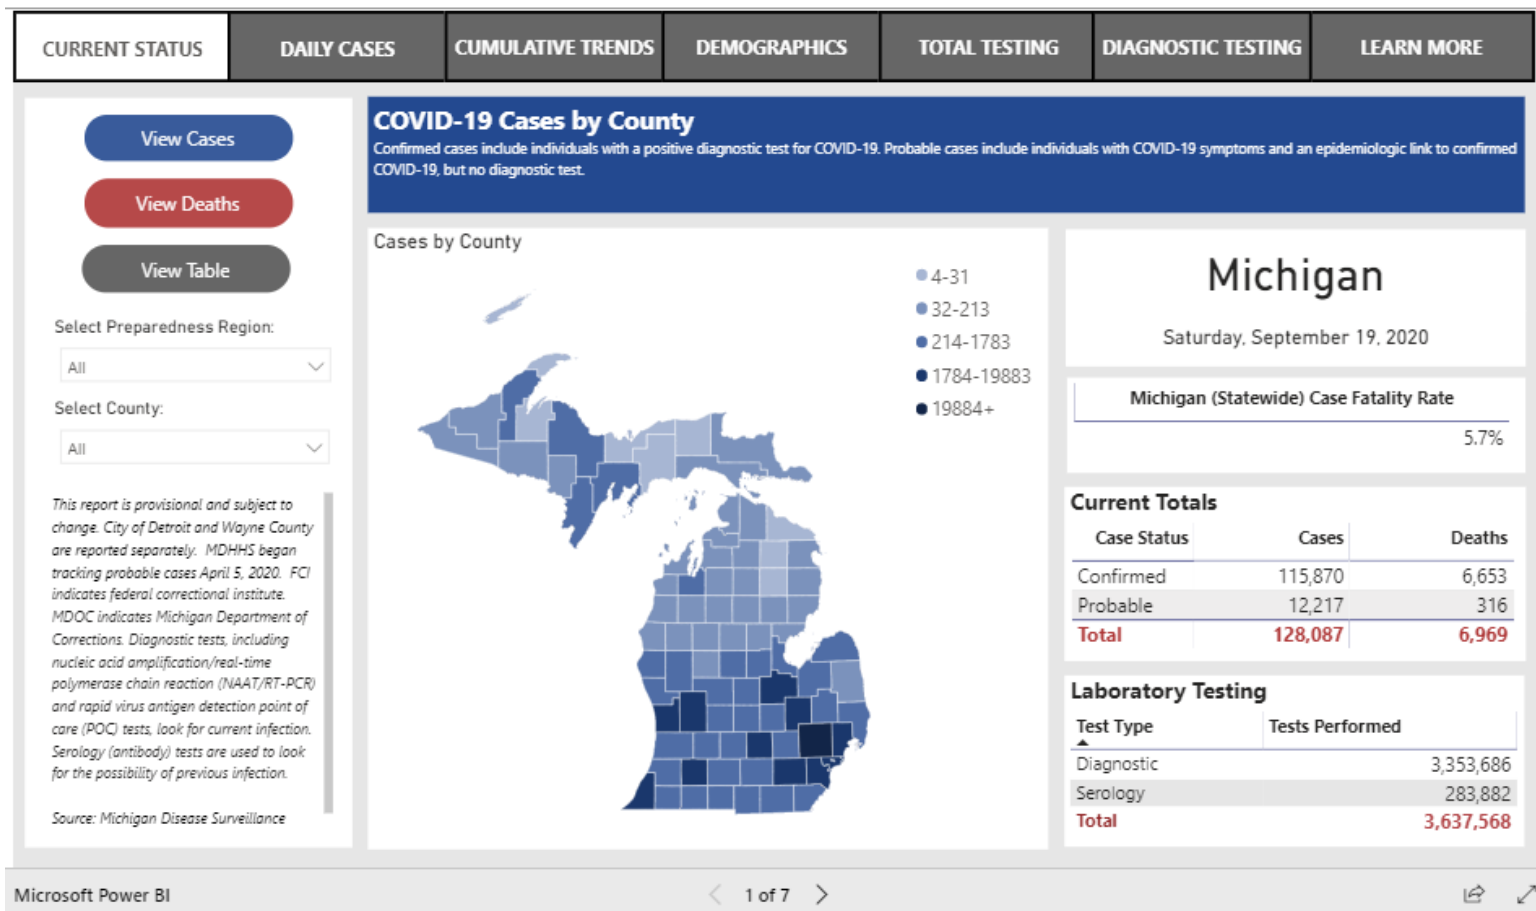 CURRENT STATUS
DAILY CASES
CUMULATIVE TRENDS
DEMOGRAPHICS
TOTAL TESTING
DIAGNOSTIC TESTING
LEARN MORE
View Cases
View Deaths
View Table
Select Preparedness Region:
All
Select County:
All
This report is provisional and subject to
change. City of Detroit and Wayne County
are reported separately. MDHHS began
tracking probable cases April 5, 2020. FCI
indicates federal correctional institute.
MDOC indicates Michigan Department of
Corrections. Diagnostic tests, including
nucleic acid amplification/real-time
polymerase chain reaction (NAAT/RT-PCR)
and rapid virus antigen detection point of
care (POC) tests, look for current infection.
Serology (antibody) tests are used to look
for the possibility of previous infection.
Source: Michigan Disease Surveillance
COVID-19 Cases by County
Confirmed cases include individuals with a positive diagnostic test for COVID-19. Probable cases include individuals with COVID-19 symptoms and an epidemiologic link to confirmed
COVID-19, but no diagnostic test.
Cases by County
4-31
32-213
214-1783
1784-19883
19884+
Michigan
Saturday, September 19, 2020
Michigan (Statewide) Case Fatality Rate
5.7%
Current Totals
Case Status Cases Deaths
Confirmed 115,870 6,653
Probable 12,217 316
Total 128,087 6,969
Laboratory Testing
Test Type Tests Performed
Diagnostic 3,353,686
Serology 283,882
Total 3,637,568
Microsoft Power BI
1 of 7